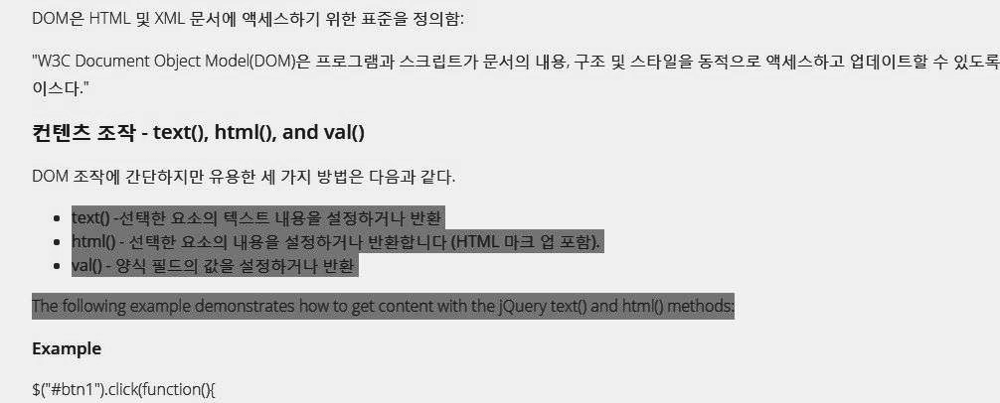 DOM은 HTML 및 XML 문서에 액세스하기 위한 표준을 정의함:
"W3C Document Object Model(DOM)은 프로그램과 스크립트가 문서의 내용, 구조 및 스타일을 동적으로 액세스하고 업데이트할 수 있도록
이스다."
컨텐츠 조작 - text(), html(), and val()
DOM 조작에 간단하지만 유용한 세 가지 방법은 다음과 같다.
• text() -선택한 요소의 텍스트 내용을 설정하거나 반환
• html() - 선택한 요소의 내용을 설정하거나 반환합니다 (HTML 마크 업 포함).
• val() - 양식 필드의 값을 설정하거나 반환
The following example demonstrates how to get content with the jQuery text() and html() methods:
Example
$("#btn1").click(function(){